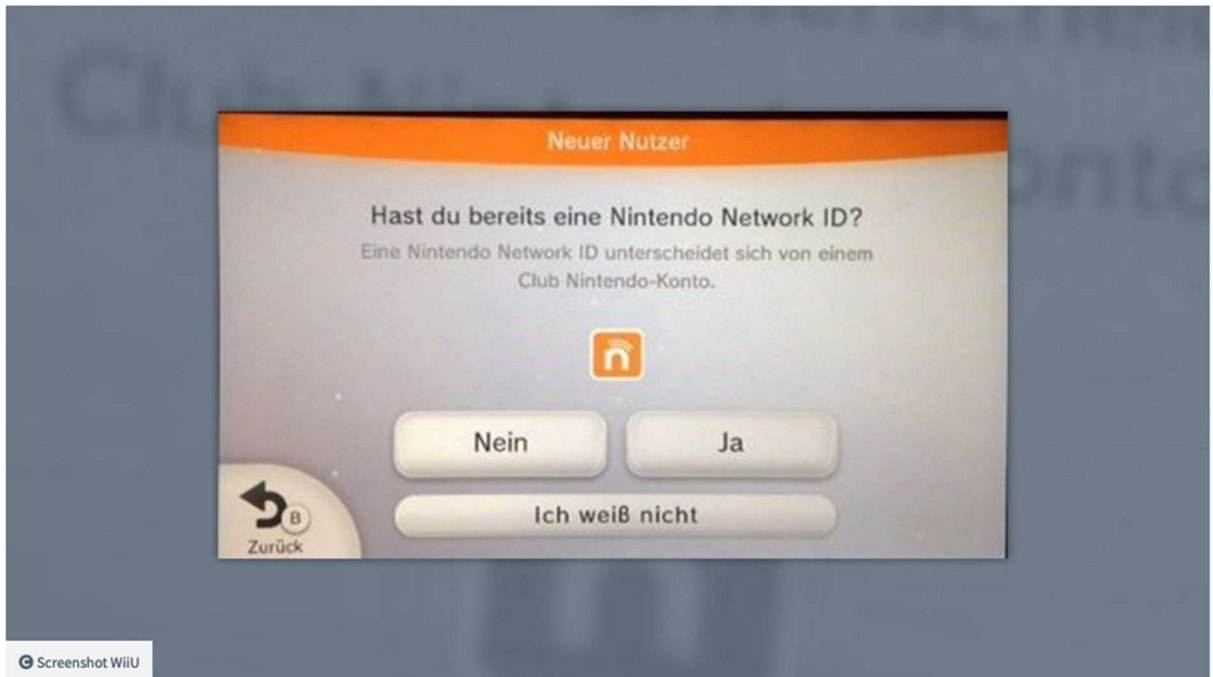 Neuer Nutzer
Hast du bereits eine Nintendo Network ID?
Eine Nintendo Network ID unterscheidet sich von einem
Club Nintendo-Konto.
n
Nein
Ja
Ich weiß nicht
B
Zurück
C Screenshot WiiU